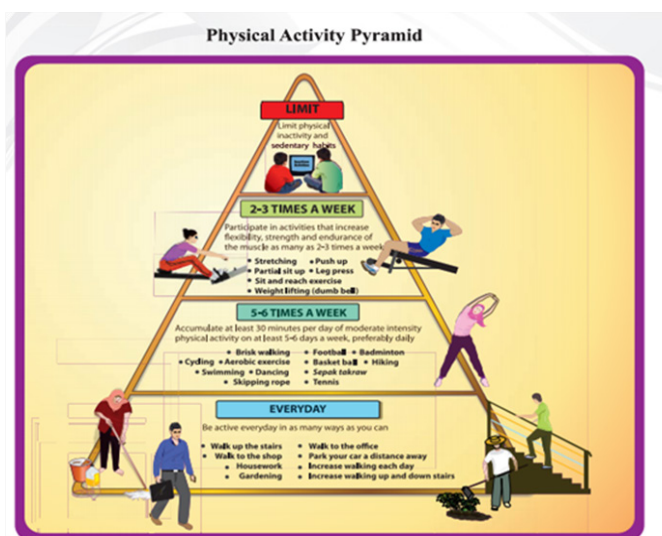 Physical Activity Pyramid
LIMIT
Limit physical
inactivity and
sedentary habits
2-3 TIMES A WEEK
Participate in activities that increase
flexibility, strength and endurance of
the muscle as many as 2-3 times a week
• Stretching • Push up
• Partial sit up • Leg press
• Sit and reach exercise
• Weight lifting (dumb bell)
5-6 TIMES A WEEK
Accumulate at least 30 minutes per day of moderate intensity
physical activity on at least 5-6 days a week, preferably daily
• Brisk walking • Football • Badminton
• Cycling • Aerobic exercise • Basket ball • Hiking
• Swimming • Dancing • Sepak takraw
• Skipping rope • Tennis
EVERYDAY
Be active everyday in as many ways as you can
• Walk up the stairs • Walk to the office
• Walk to the shop • Park your car a distance away
• Housework • Increase walking each day
• Gardening • Increase walking up and down stairs